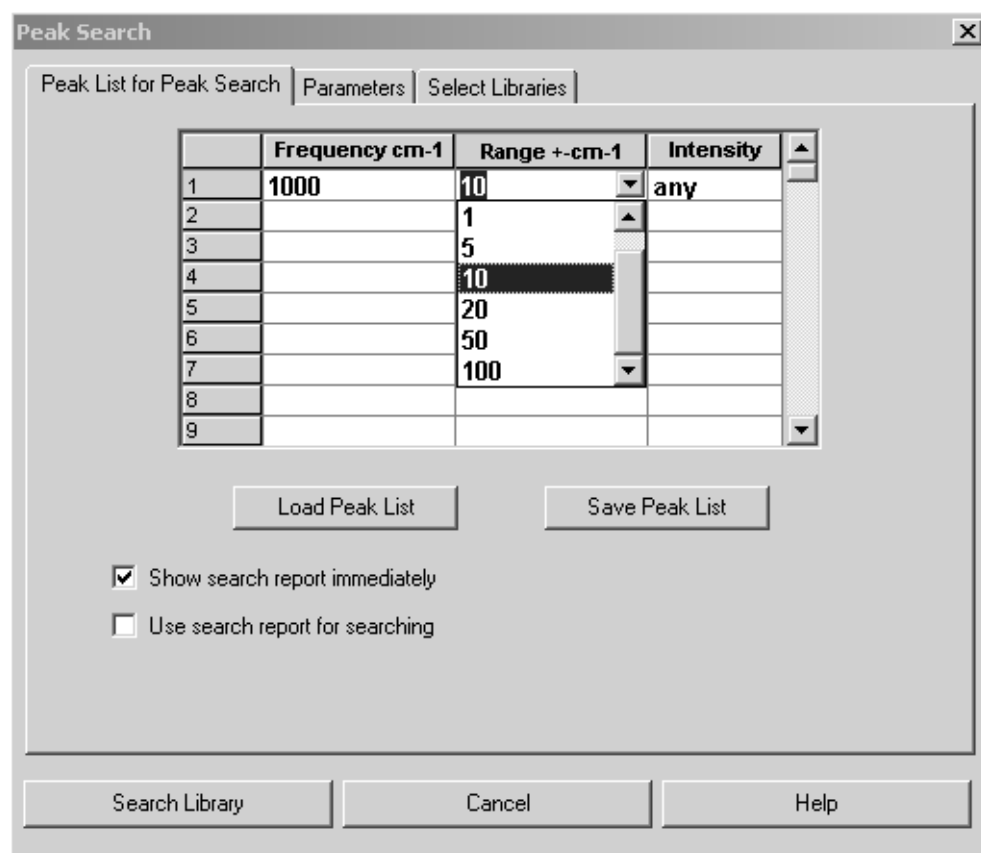 Peak Search
Peak List for Peak Search Parameters Select Libraries
Frequency cm-1 Range +-cm-1 Intensity
1 1000 10 any
2 1
3 5
4 10
5 20
6 50
7 100
8
9
Load Peak List Save Peak List
Show search report immediately
Use search report for searching
Search Library Cancel Help